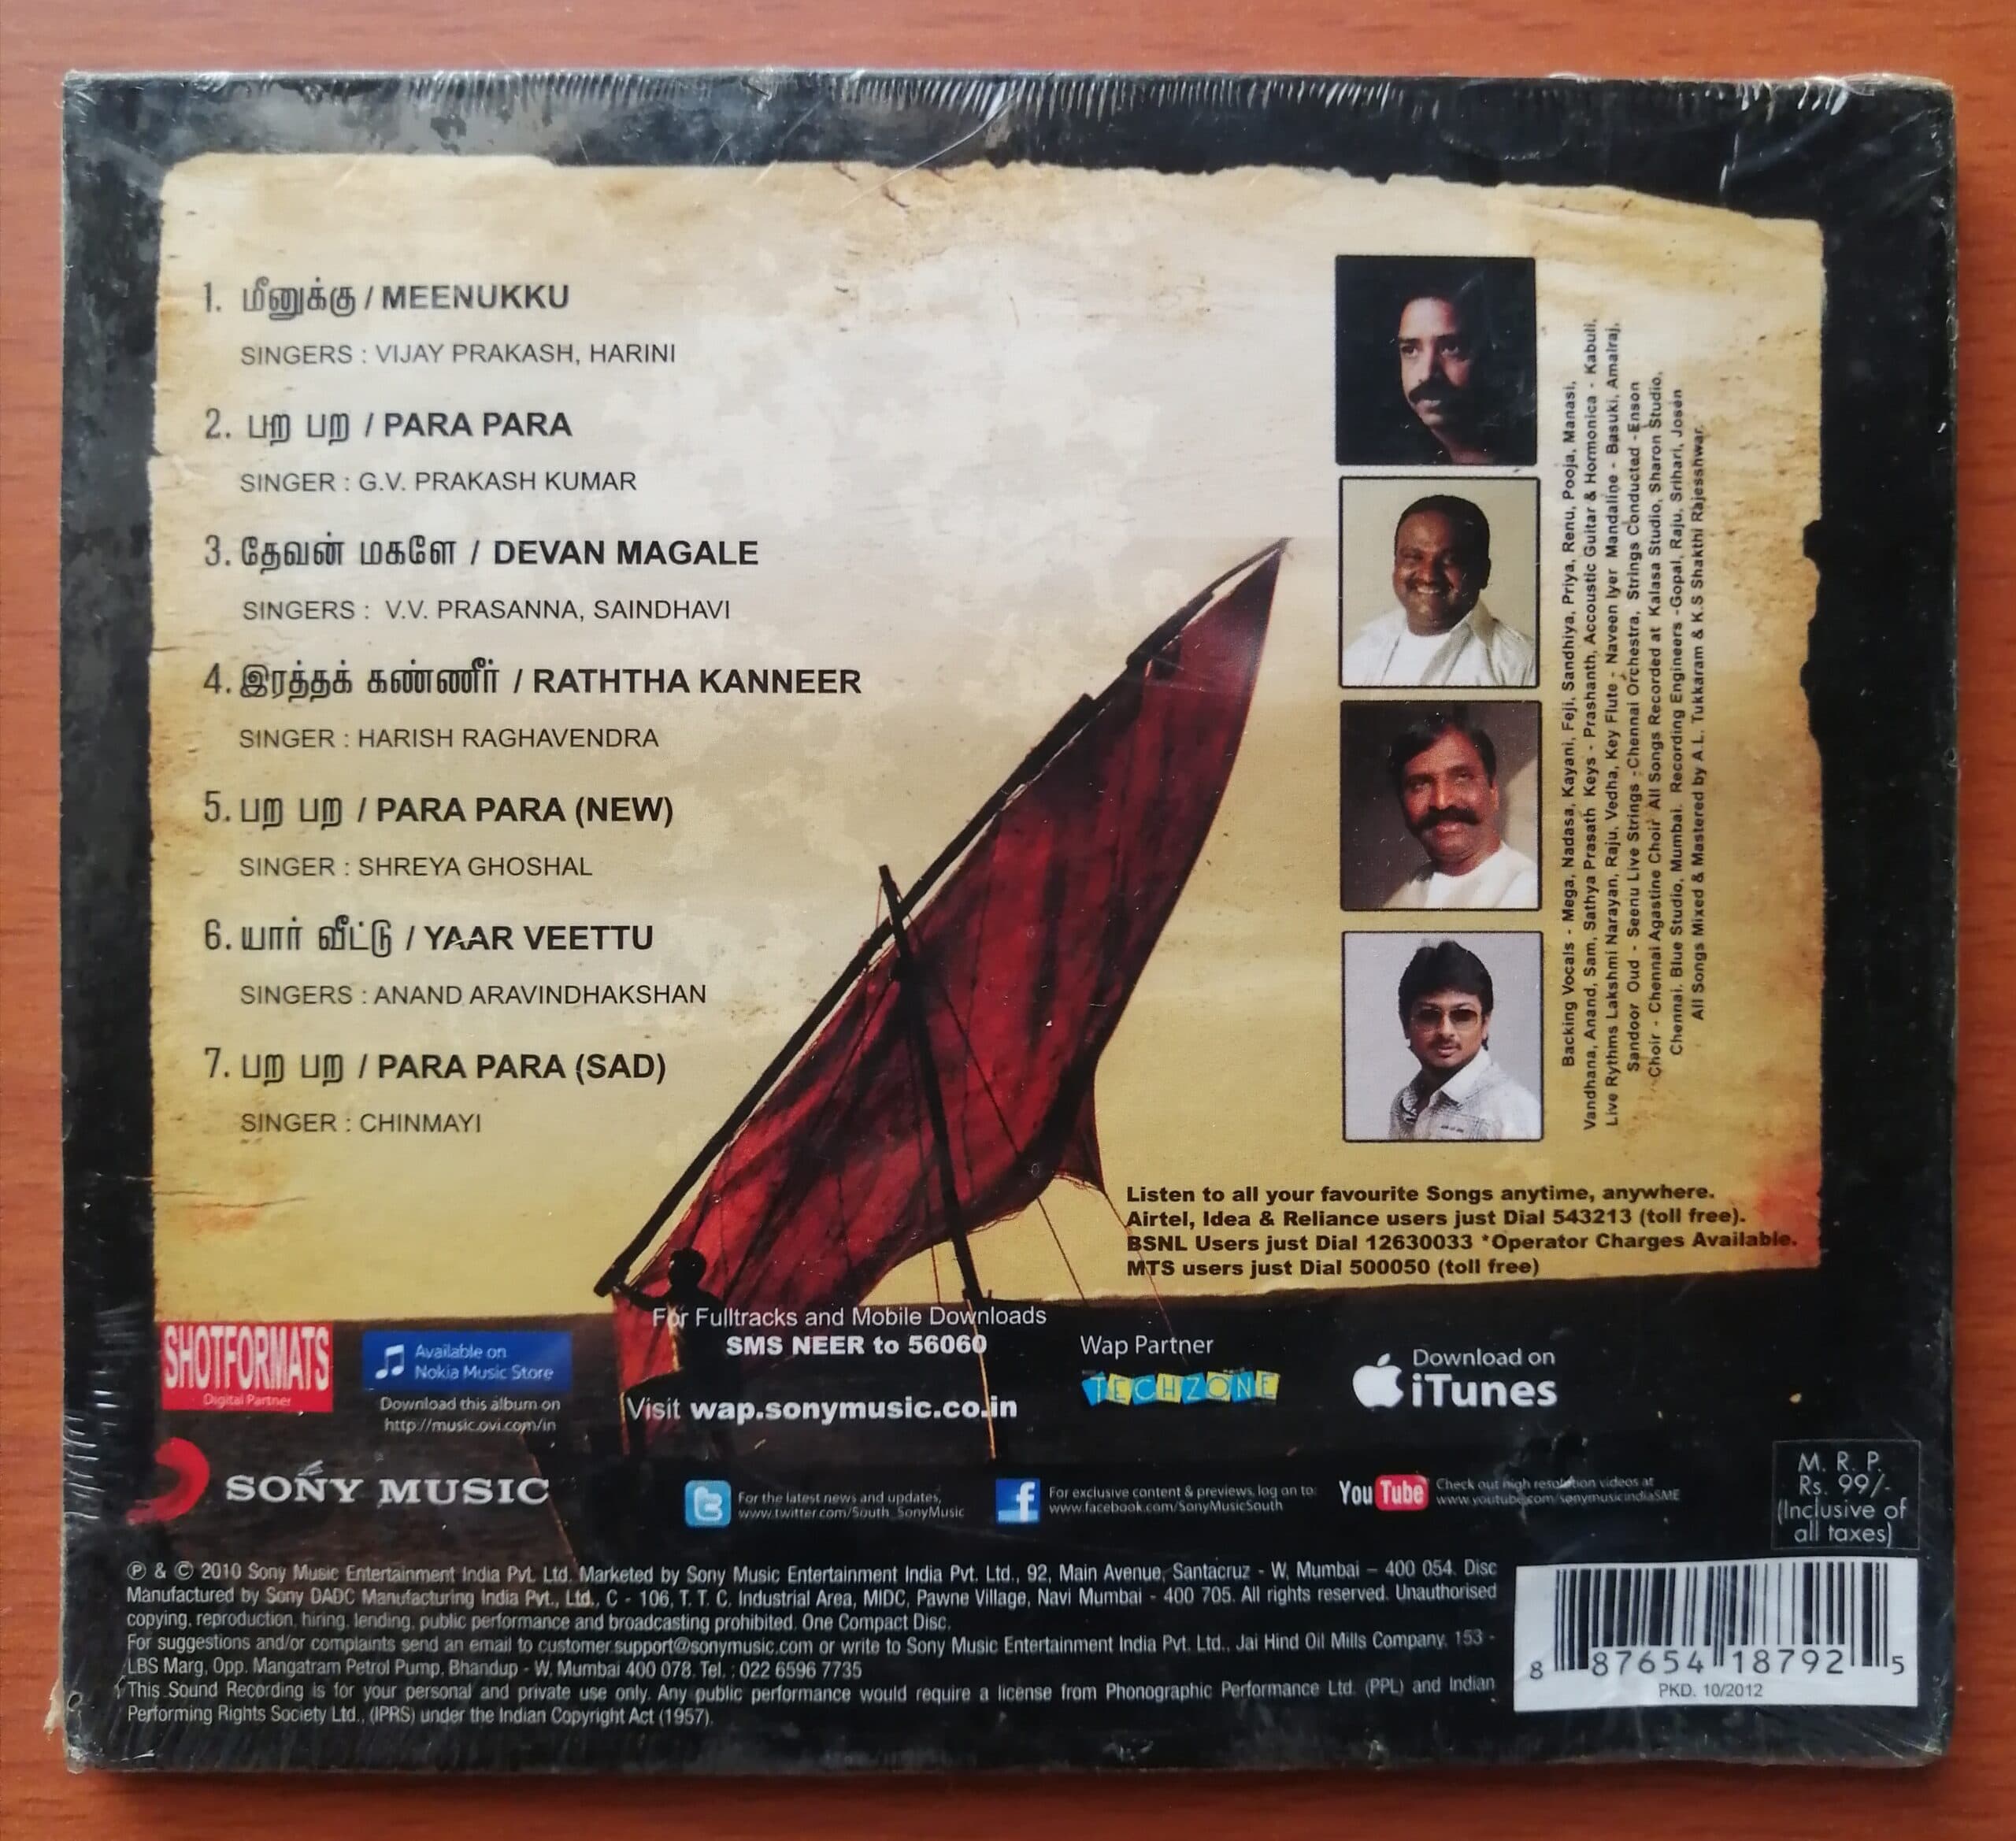 1. மீனுக்கு / MEENUKKU
SINGERS : VIJAY PRAKASH, HARINI
2. பற பற / PARA PARA
SINGER : G.V. PRAKASH KUMAR
3. தேவன் மகளே / DEVAN MAGALE
SINGERS : V.V. PRASANNA, SAINDHAVI
4. இரத்தக் கண்ணீர் / RATHTHA KANNEER
SINGER : HARISH RAGHAVENDRA
5. பற பற / PARA PARA (NEW)
SINGER : SHREYA GHOSHAL
6. யார் வீட்டு / YAAR VEETTU
SINGERS : ANAND ARAVINDHAKSHAN
7. பற பற / PARA PARA (SAD)
SINGER : CHINMAYI
Backing Vocals - Mega, Nadasa, Kayani, Feji, Sandhiya, Priya, Renu, Pooja, Manasi,
Vandhana, Anand, Sam, Sathya Prasath Keys - Prashanth, Accoustic Guitar & Hormonica - Kabuli,
Live Rythms Lakshmi Narayan, Raju, Vedha, Key Flute - Naveen Iyer Mandaline - Basuki, Amalraj,
Sandoor Oud - Seenu Live Strings - Chennai Orchestra, Strings Conducted - Enson
Choir - Chennai Agastine Choir All Songs Recorded at Kalasa Studio, Sharon Studio,
Chennai. Blue Studio, Mumbai. Recording Engineers - Gopal, Raju, Srihari, Josen
All Songs Mixed & Mastered by A.L. Tukkaram & K.S Shakthi Rajeshwar.
Listen to all your favourite Songs anytime, anywhere.
Airtel, Idea & Reliance users just Dial 543213 (toll free).
BSNL Users just Dial 12630033 *Operator Charges Available.
MTS users just Dial 500050 (toll free)
SHOTFORMATS
Digital Partner
Available on
Nokia Music Store
Download this album on
http://music.ovi.com/in
For Fulltracks and Mobile Downloads
SMS NEER to 56060
Visit wap.sonymusic.co.in
Wap Partner
TECHZONE
Download on
iTunes
SONY MUSIC
For the latest news and updates,
www.twitter.com/South_SonyMusic
f
For exclusive content & previews, log on to:
www.facebook.com/SonyMusicSouth
You Tube
Check out high resolution videos at
www.youtube.com/sonymusicindiaSME
M. R. P.
Rs. 99/-
(Inclusive of
all taxes)
℗ & © 2010 Sony Music Entertainment India Pvt. Ltd. Marketed by Sony Music Entertainment India Pvt. Ltd., 92, Main Avenue, Santacruz - W, Mumbai – 400 054. Disc
Manufactured by Sony DADC Manufacturing India Pvt., Ltd., C - 106, T. T. C. Industrial Area, MIDC, Pawne Village, Navi Mumbai - 400 705. All rights reserved. Unauthorised
copying, reproduction, hiring, lending, public performance and broadcasting prohibited. One Compact Disc.
For suggestions and/or complaints send an email to customer.support@sonymusic.com or write to Sony Music Entertainment India Pvt. Ltd., Jai Hind Oil Mills Company, 153 -
LBS Marg, Opp. Mangatram Petrol Pump, Bhandup - W, Mumbai 400 078. Tel. : 022 6596 7735
This Sound Recording is for your personal and private use only. Any public performance would require a license from Phonographic Performance Ltd. (PPL) and Indian
Performing Rights Society Ltd., (IPRS) under the Indian Copyright Act (1957).
8 87654 18792 5
PKD. 10/2012